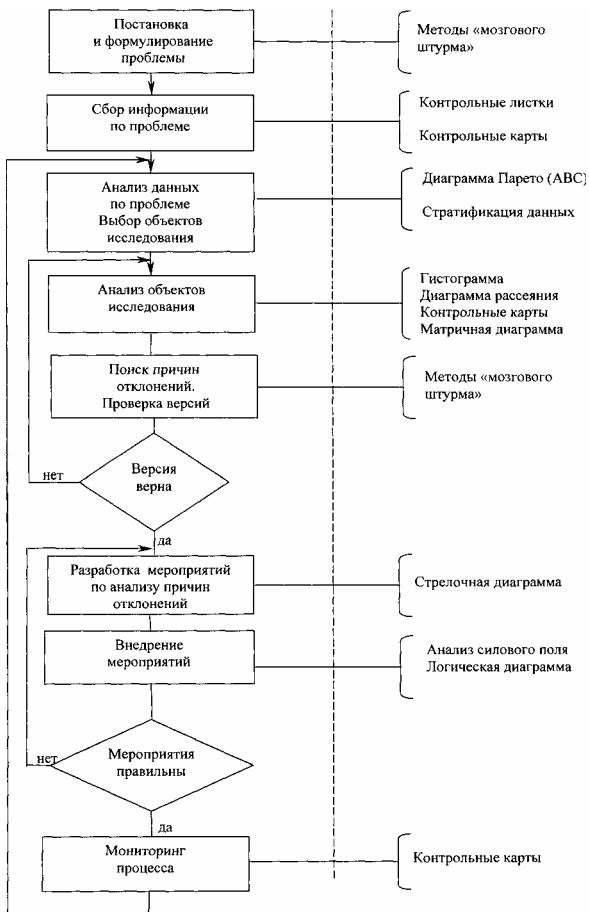 Постановка
и формулирование
проблемы
Методы «мозгового
штурма»
Сбор информации
по проблеме
Контрольные листки
Контрольные карты
Анализ данных
по проблеме
Выбор объектов
исследования
Диаграмма Парето (АВС)
Стратификация данных
Анализ объектов
исследования
Гистограмма
Диаграмма рассеяния
Контрольные карты
Матричная диаграмма
Поиск причин
отклонений.
Проверка версий
Методы «мозгового
штурма»
нет
Версия
верна
да
Разработка мероприятий
по анализу причин
отклонений
Стрелочная диаграмма
Внедрение
мероприятий
Анализ силового поля
Логическая диаграмма
нет
Мероприятия
правильны
да
Мониторинг
процесса
Контрольные карты